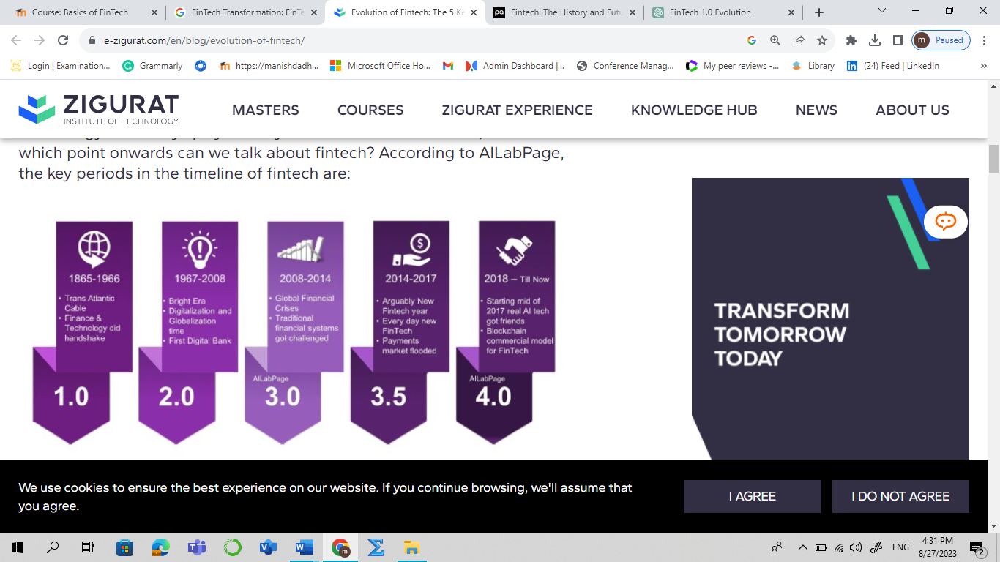 Course: Basics of FinTech
FinTech Transformation: FinTe
Evolution of Fintech: The 5 Ke
pa
Fintech: The History and Futu
FinTech 1.0 Evolution
e-zigurat.com/en/blog/evolution-of-fintech/
m Paused
Login | Examination...
Grammarly
https://manishdadh...
Microsoft Office Ho...
Admin Dashboard |...
Conference Manag...
My peer reviews -...
Library
(24) Feed | LinkedIn
ZIGURAT
INSTITUTE OF TECHNOLOGY
MASTERS
COURSES
ZIGURAT EXPERIENCE
KNOWLEDGE HUB
NEWS
ABOUT US
which point onwards can we talk about fintech? According to AILabPage,
the key periods in the timeline of fintech are:
1865-1966
• Trans Atlantic
Cable
• Finance &
Technology did
handshake
1.0
1967-2008
• Bright Era
• Digitalization and
Globalization
time
• First Digital Bank
2.0
2008-2014
• Global Financial
Crises
• Traditional
financial systems
got challenged
AILabPage
3.0
2014-2017
• Arguably New
Fintech year
• Every day new
FinTech
• Payments
market flooded
3.5
2018 – Till Now
• Starting mid of
2017 real AI tech
got friends
• Blockchain
commercial model
for FinTech
AILabPage
4.0
TRANSFORM
TOMORROW
TODAY
We use cookies to ensure the best experience on our website. If you continue browsing, we'll assume that
you agree.
I AGREE
I DO NOT AGREE
ENG
4:31 PM
8/27/2023
2